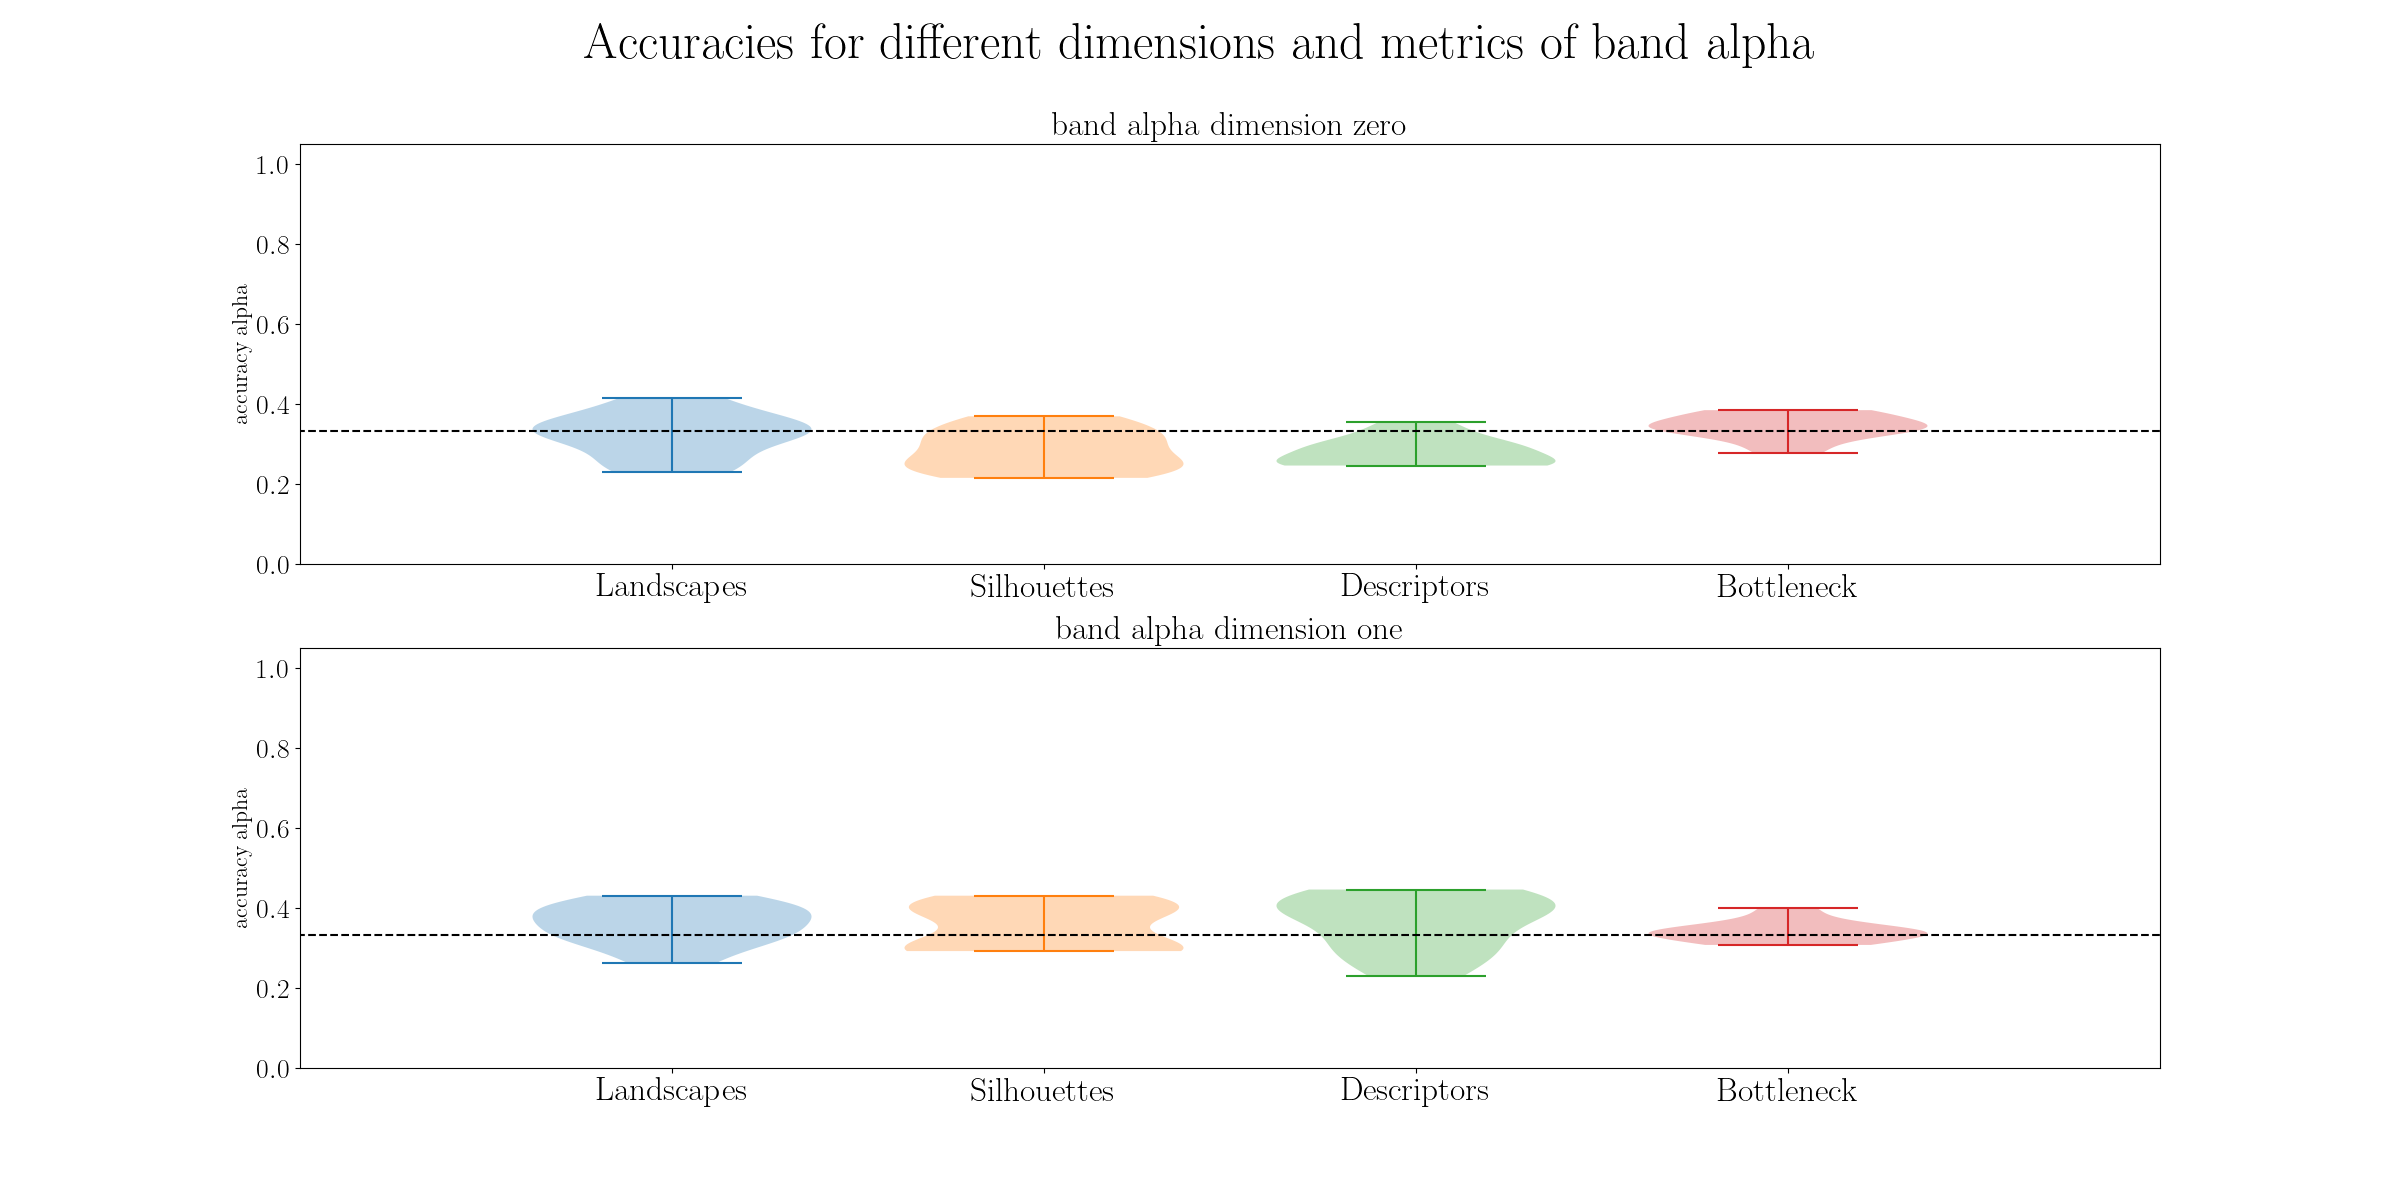 Accuracies for different dimensions and metrics of band alpha
band alpha dimension zero
1.0
0.8
0.6
0.4
0.2
0.0
accuracy alpha
Landscapes Silhouettes Descriptors Bottleneck
band alpha dimension one
1.0
0.8
0.6
0.4
0.2
0.0
accuracy alpha
Landscapes Silhouettes Descriptors Bottleneck